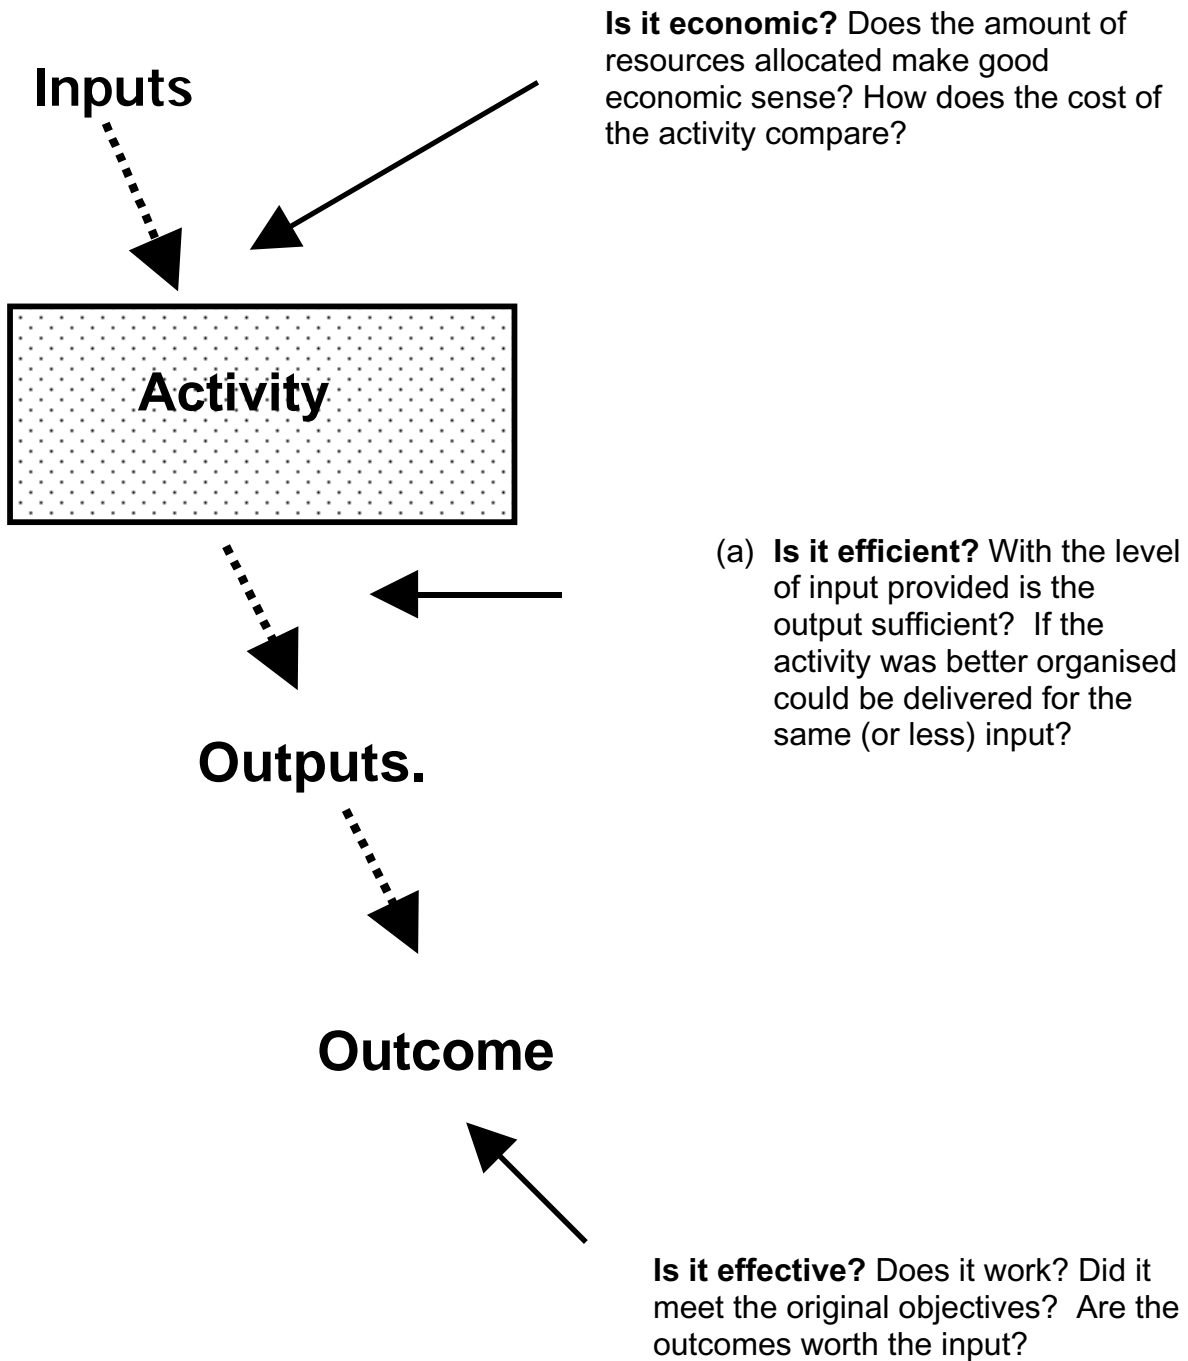 Is it economic? Does the amount of
resources allocated make good
economic sense? How does the cost of
the activity compare?
Inputs
Activity
(a) Is it efficient? With the level
of input provided is the
output sufficient? If the
activity was better organised
could be delivered for the
same (or less) input?
Outputs.
Outcome
Is it effective? Does it work? Did it
meet the original objectives? Are the
outcomes worth the input?